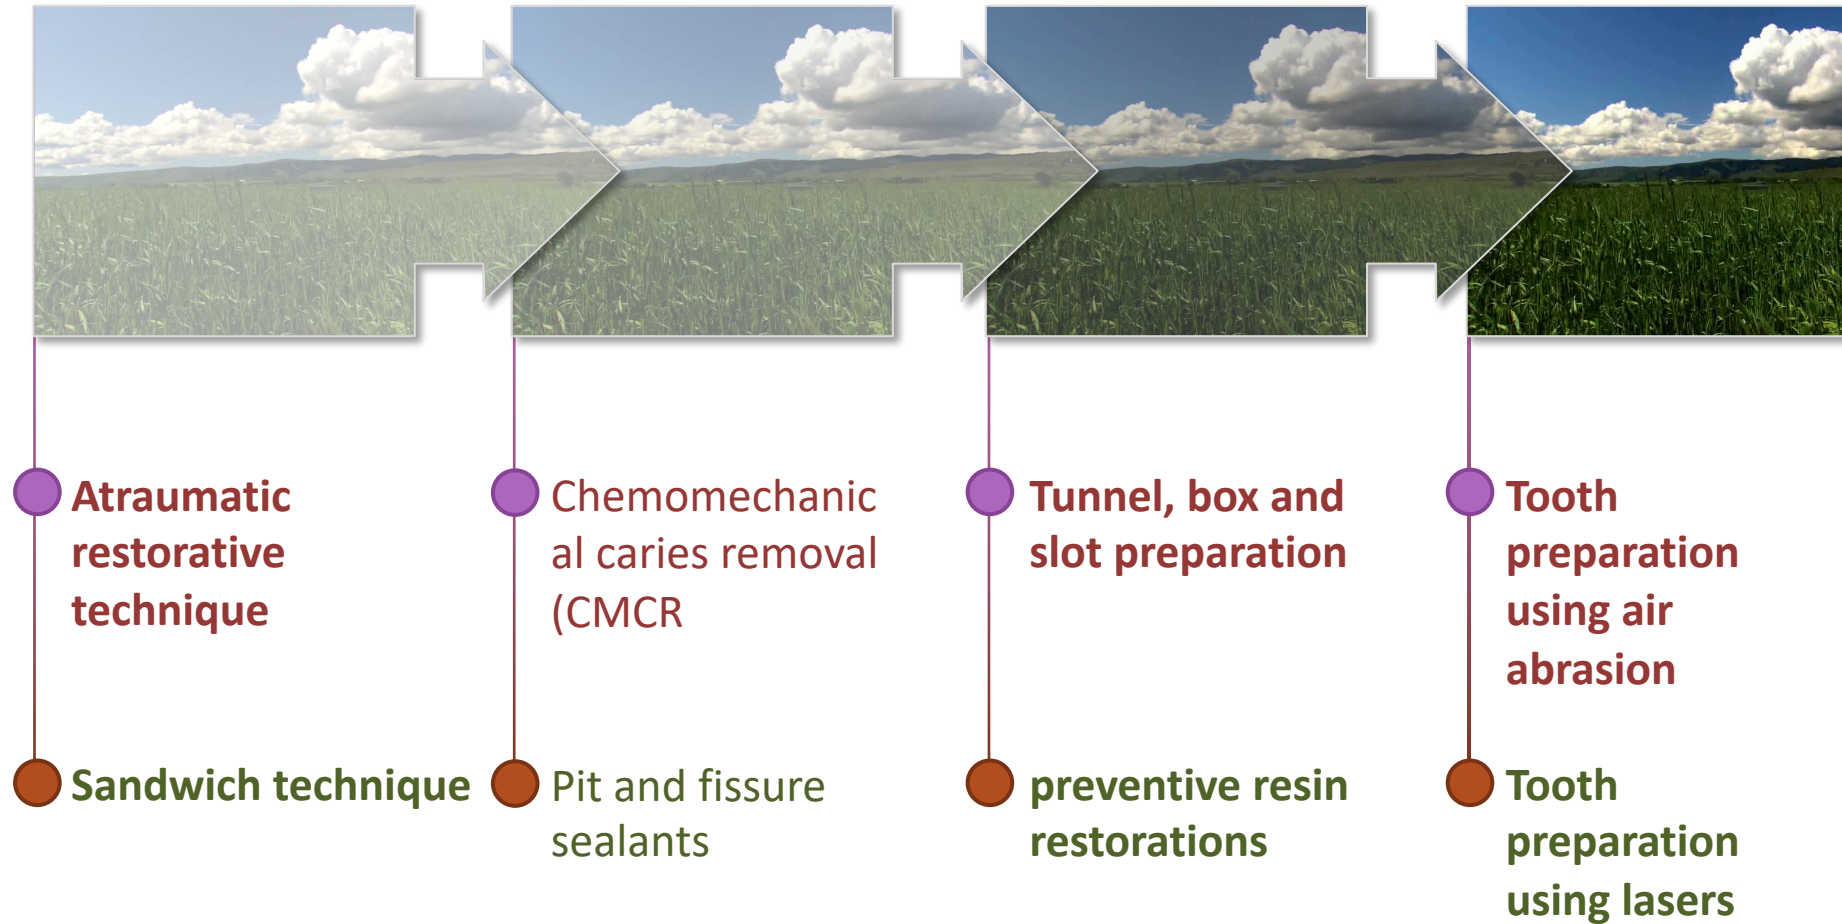 Atraumatic
restorative
technique
Sandwich technique
Chemomechanic
al caries removal
(CMCR
Pit and fissure
sealants
Tunnel, box and
slot preparation
preventive resin
restorations
Tooth
preparation
using air
abrasion
Tooth
preparation
using lasers